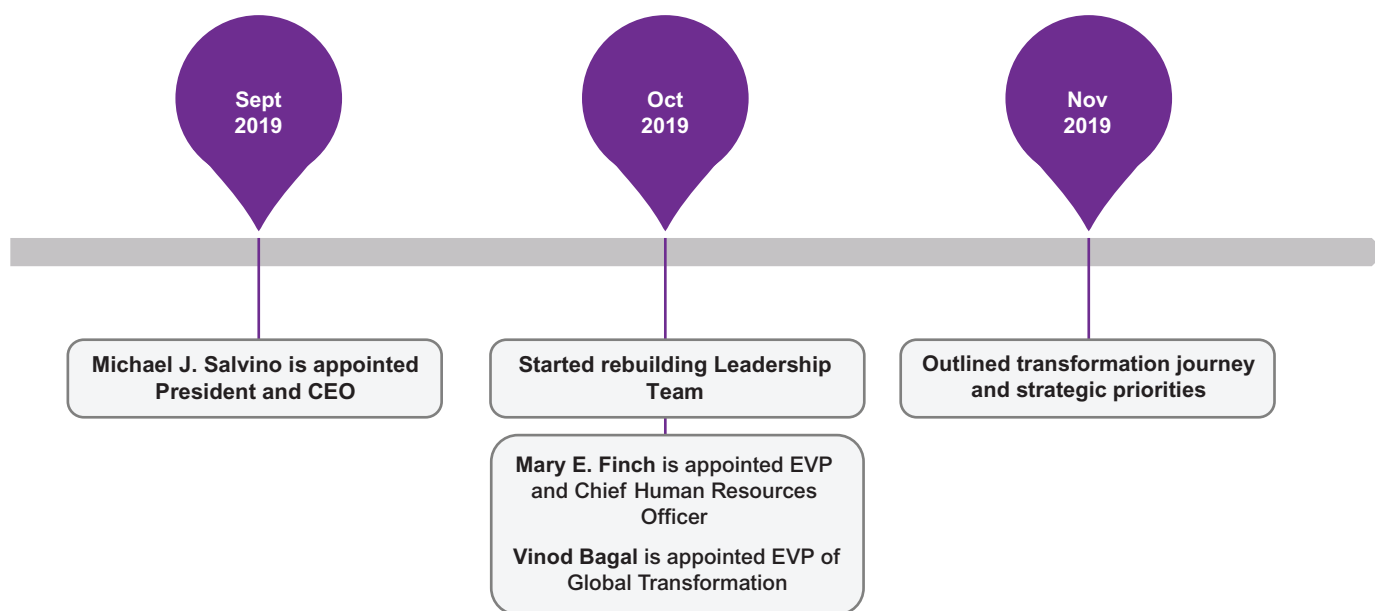 Sept
2019
Oct
2019
Nov
2019
Michael J. Salvino is appointed
President and CEO
Started rebuilding Leadership
Team
Outlined transformation journey
and strategic priorities
Mary E. Finch is appointed EVP
and Chief Human Resources
Officer
Vinod Bagal is appointed EVP of
Global Transformation